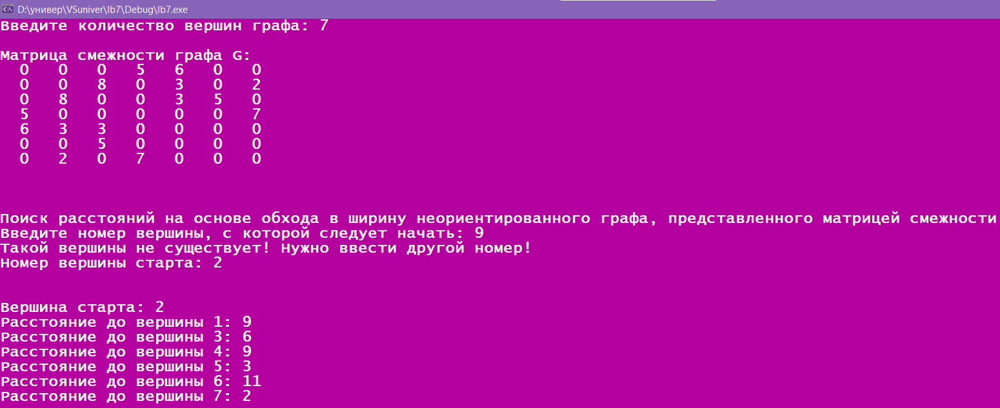 D:\универ\VSuniver\lb7\Debug\lb7.exe
Введите количество вершин графа: 7
Матрица смежности графа G:
0 0 0 5 6 0 0
0 0 8 0 3 0 2
0 8 0 0 3 5 0
5 0 0 0 0 0 7
6 3 3 0 0 0 0
0 0 5 0 0 0 0
0 2 0 7 0 0 0
Поиск расстояний на основе обхода в ширину неориентированного графа, представленного матрицей смежности
Введите номер вершины, с которой следует начать: 9
Такой вершины не существует! Нужно ввести другой номер!
Номер вершины старта: 2
Вершина старта: 2
Расстояние до вершины 1: 9
Расстояние до вершины 3: 6
Расстояние до вершины 4: 9
Расстояние до вершины 5: 3
Расстояние до вершины 6: 11
Расстояние до вершины 7: 2